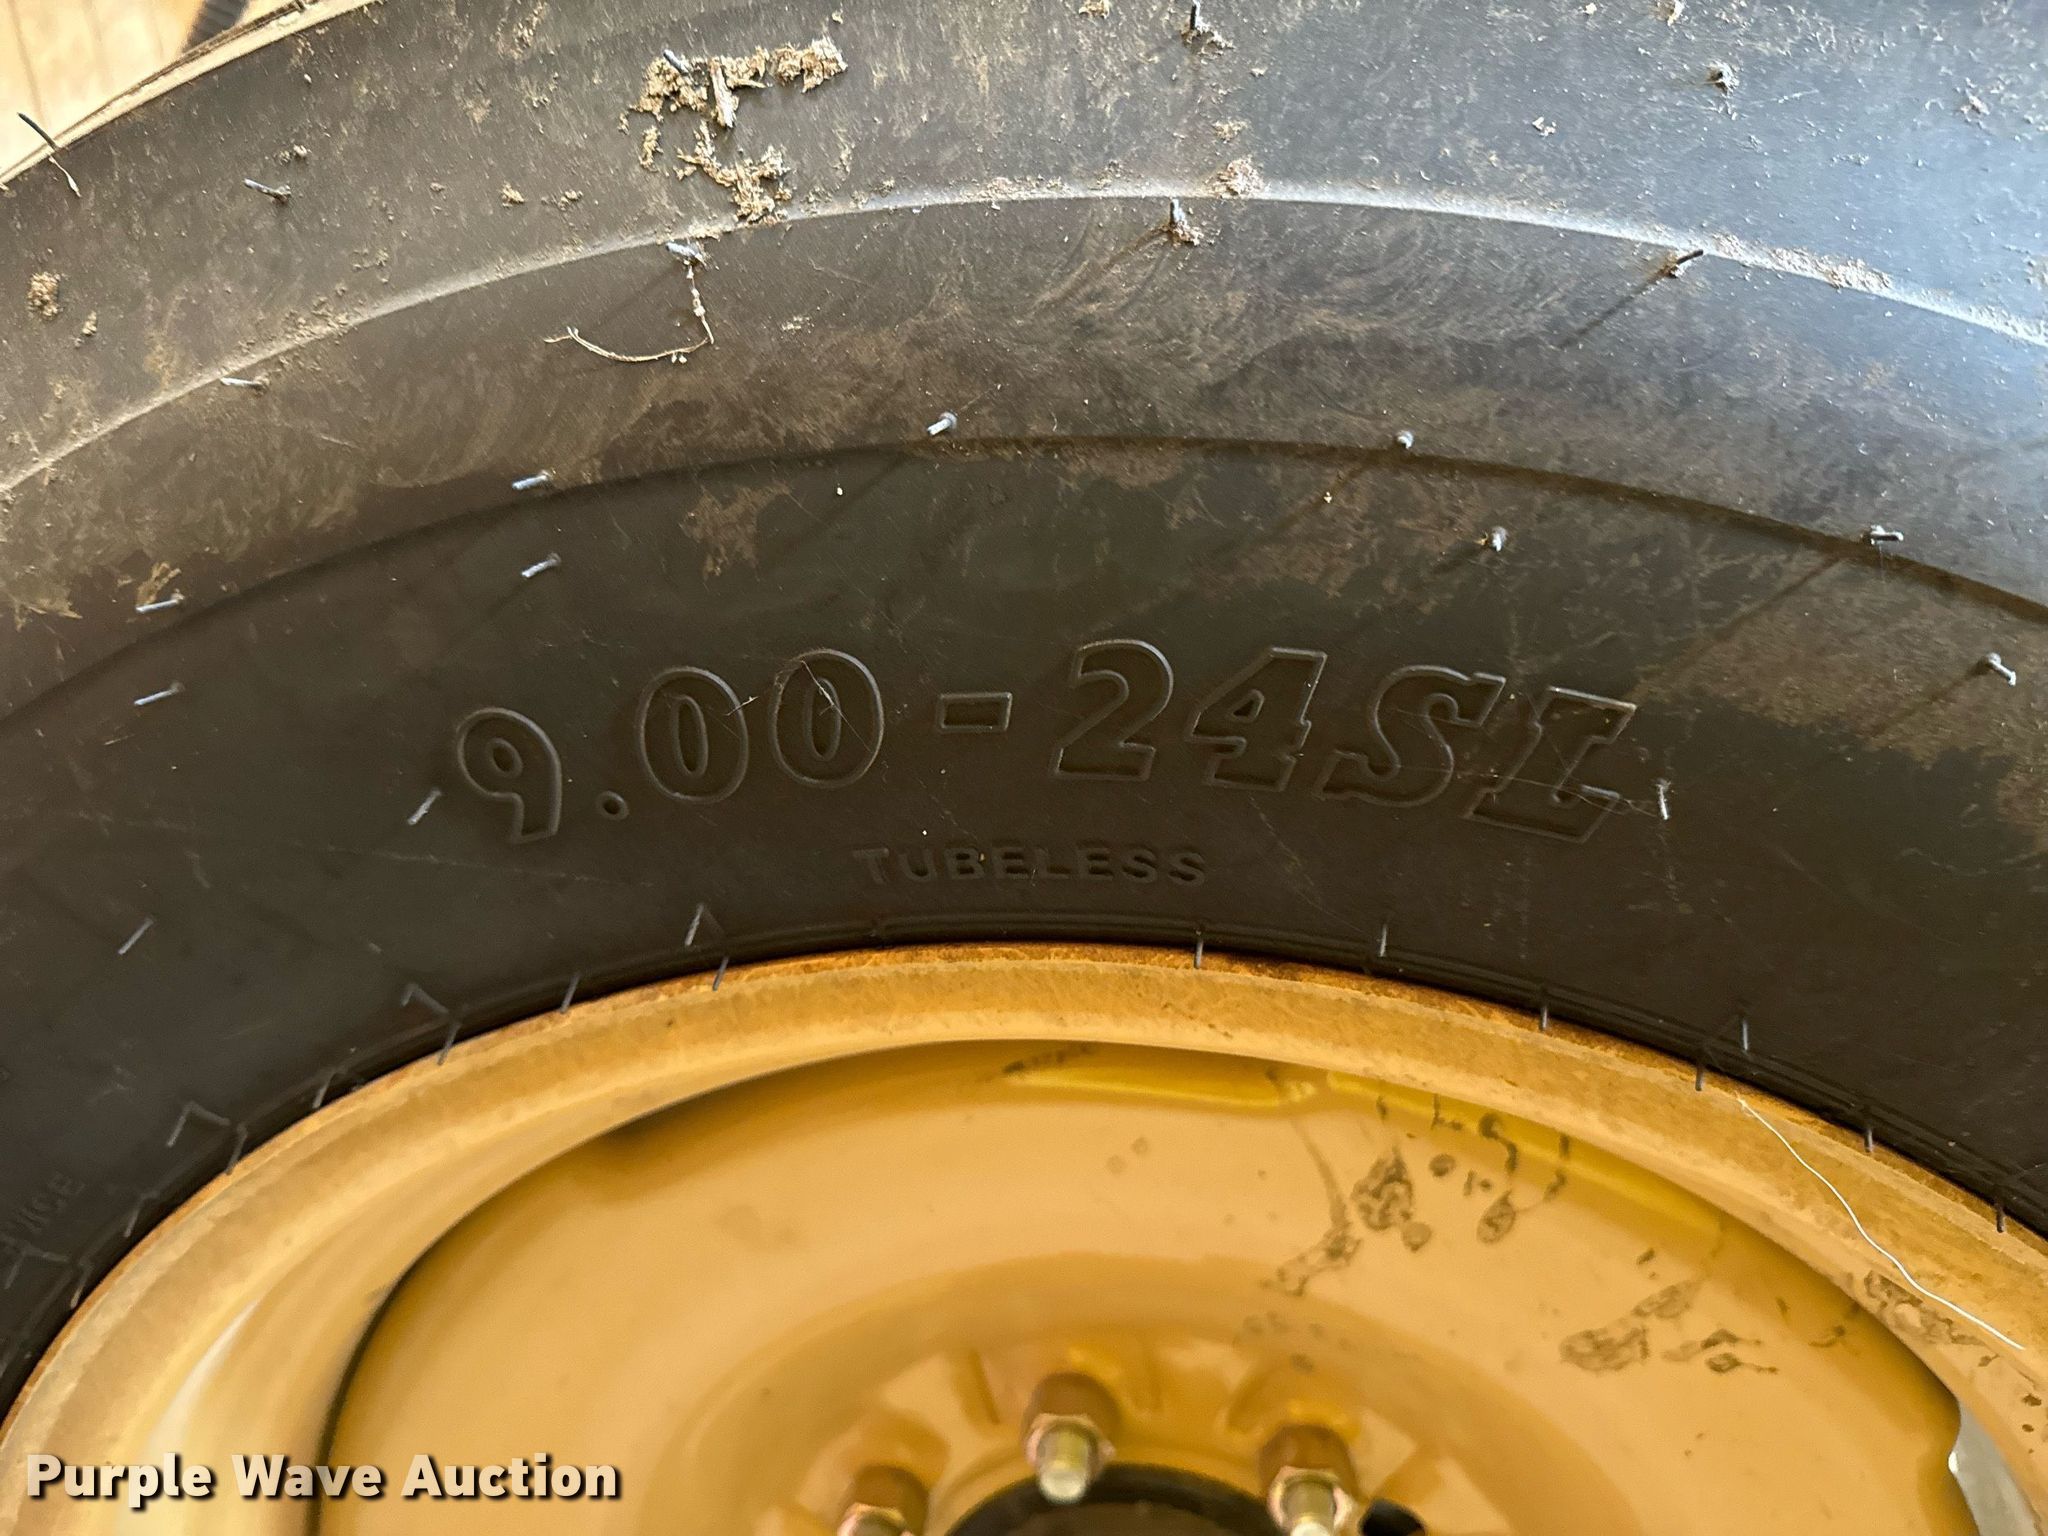 9.00-24SL
TUBELESS
Purple Wave Auction